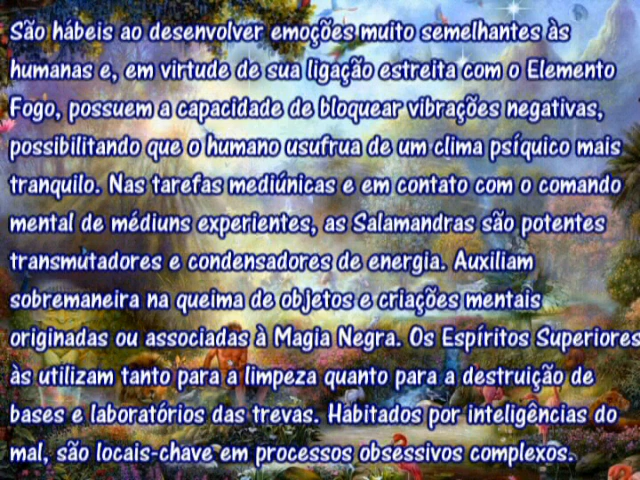 São hábeis ao desenvolver emoções muito semelhantes às
humanas e, em virtude de sua ligação estreita com o Elemento
Fogo, possuem a capacidade de bloquear vibrações negativas,
possibilitando que o humano usufrua de um clima psíquico mais
tranquilo. Nas tarefas mediúnicas e em contato com o comando
mental de médiuns experientes, as Salamandras são potentes
transmutadores e condensadores de energia. Auxiliam
sobremaneira na queima de objetos e criações mentais
originadas ou associadas à Magia Negra. Os Espíritos Superiores
às utilizam tanto para a limpeza quanto para a destruição de
bases e laboratórios das trevas. Habitados por inteligências do
mal, são locais-chave em processos obsessivos complexos.